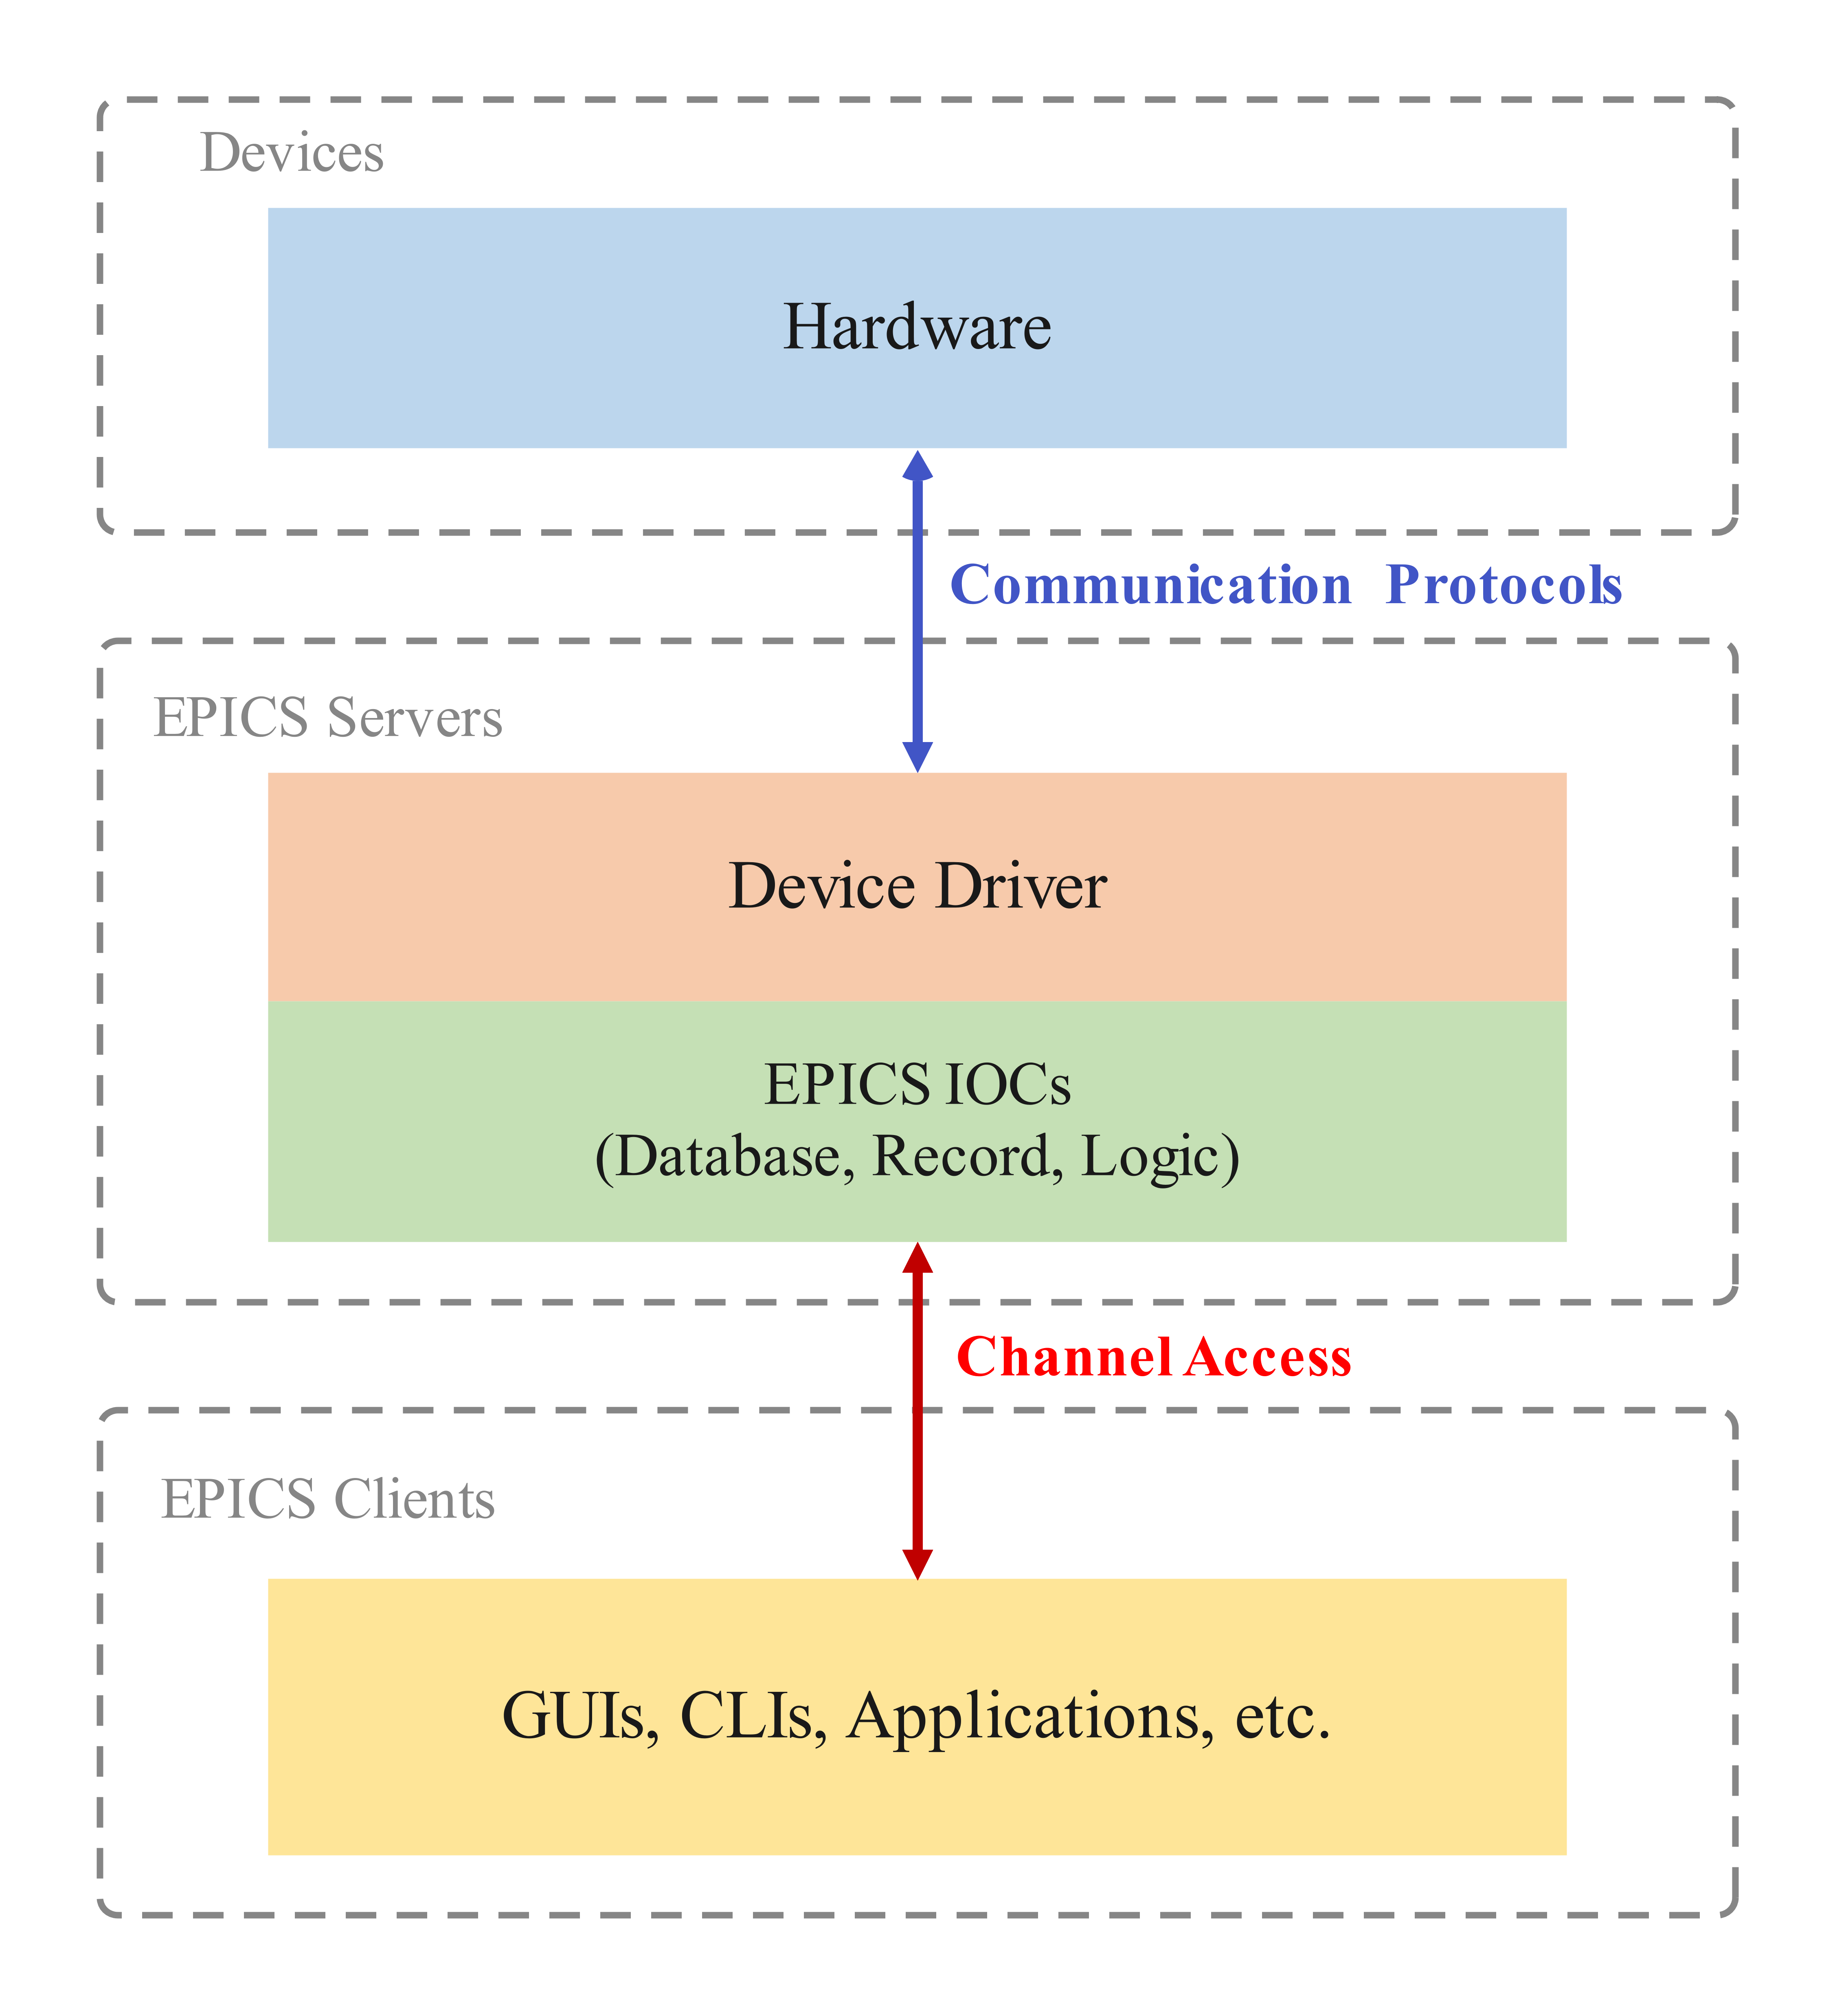 Devices
Hardware
Communication Protocols
EPICS Servers
Device Driver
EPICS IOCs
(Database, Record, Logic)
Channel Access
EPICS Clients
GUIs, CLIs, Applications, etc.